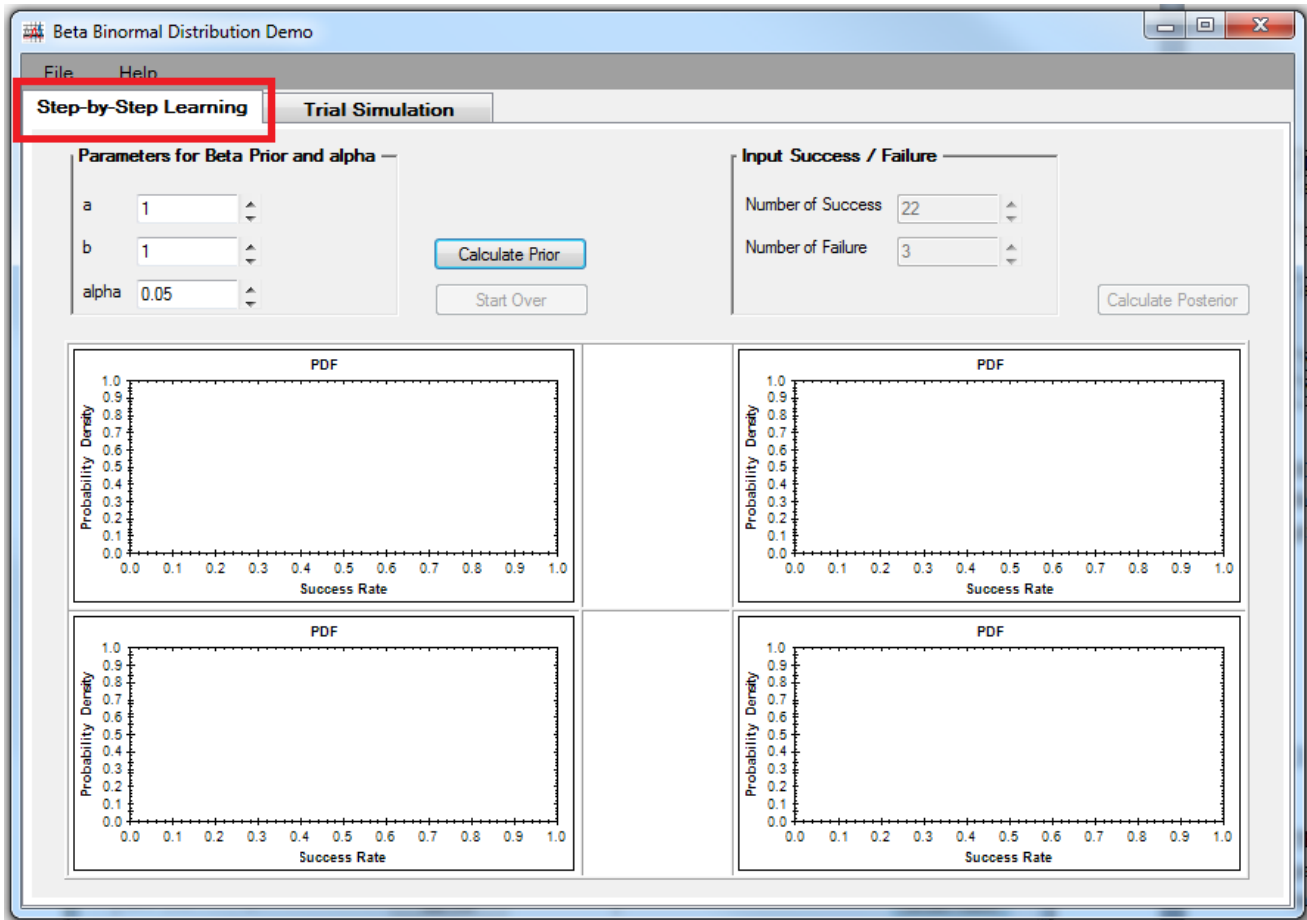 Beta Binormal Distribution Demo
File Help
Step-by-Step Learning Trial Simulation
Parameters for Beta Prior and alpha
a 1
b 1
alpha 0.05
Calculate Prior
Start Over
Input Success / Failure
Number of Success 22
Number of Failure 3
Calculate Posterior
PDF
Probability Density
1.0
0.9
0.8
0.7
0.6
0.5
0.4
0.3
0.2
0.1
0.0
0.0 0.1 0.2 0.3 0.4 0.5 0.6 0.7 0.8 0.9 1.0
Success Rate
PDF
Probability Density
1.0
0.9
0.8
0.7
0.6
0.5
0.4
0.3
0.2
0.1
0.0
0.0 0.1 0.2 0.3 0.4 0.5 0.6 0.7 0.8 0.9 1.0
Success Rate
PDF
Probability Density
1.0
0.9
0.8
0.7
0.6
0.5
0.4
0.3
0.2
0.1
0.0
0.0 0.1 0.2 0.3 0.4 0.5 0.6 0.7 0.8 0.9 1.0
Success Rate
PDF
Probability Density
1.0
0.9
0.8
0.7
0.6
0.5
0.4
0.3
0.2
0.1
0.0
0.0 0.1 0.2 0.3 0.4 0.5 0.6 0.7 0.8 0.9 1.0
Success Rate